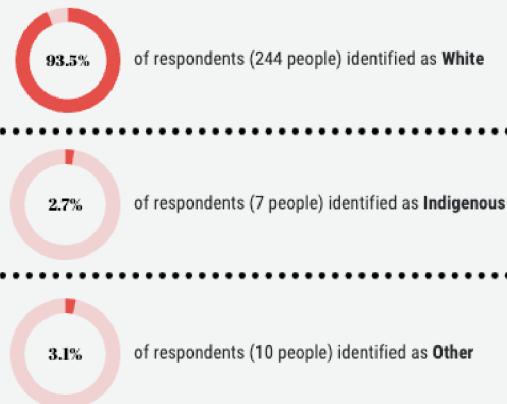 93.5% of respondents (244 people) identified as White
2.7% of respondents (7 people) identified as Indigenous
3.1% of respondents (10 people) identified as Other